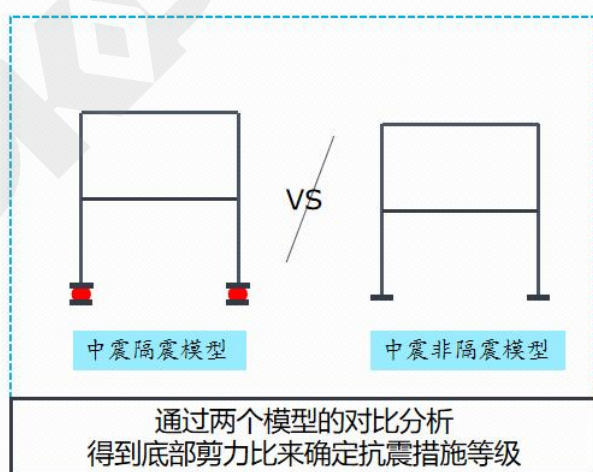 VS
中震隔震模型
中震非隔震模型
通过两个模型的对比分析
得到底部剪力比来确定抗震措施等级